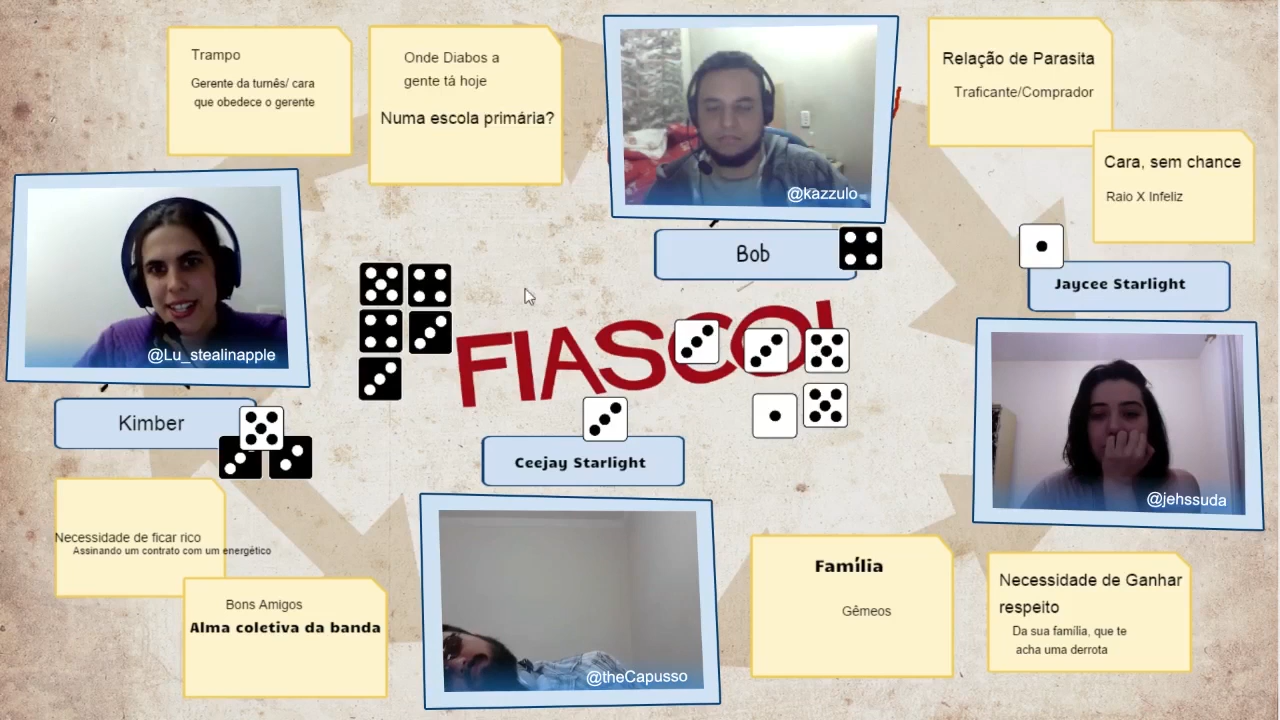 Trampo
Gerente da turnês/ cara
que obedece o gerente
Onde Diabos a
gente tá hoje
Numa escola primária?
@kazzulo
Relação de Parasita
Traficante/Comprador
Cara, sem chance
Raio X Infeliz
@Lu_stealinapple
Bob
Jaycee Starlight
FIASCO!
Kimber
Ceejay Starlight
@jehssuda
Necessidade de ficar rico
Assinando um contrato com um energético
Bons Amigos
Alma coletiva da banda
@theCapusso
Família
Gêmeos
Necessidade de Ganhar
respeito
Da sua família, que te
acha uma derrota